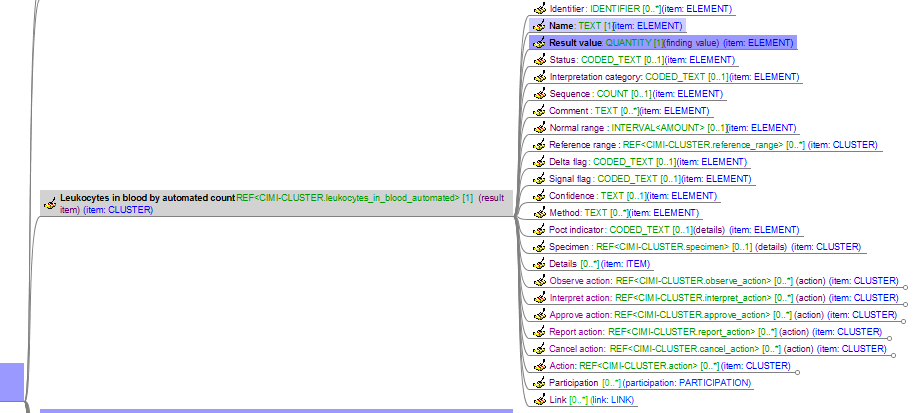 Identifier: IDENTIFIER [0..*](item: ELEMENT)
Name: TEXT [1](item: ELEMENT)
Result value QUANTITY [1](finding value) (item: ELEMENT)
Status: CODED_TEXT [0..1](item: ELEMENT)
Interpretation category: CODED_TEXT [0..1](item: ELEMENT)
Sequence : COUNT [0..1](item: ELEMENT)
Comment : TEXT [0..*](item: ELEMENT)
Normal range : INTERVAL<AMOUNT> [0..1](item: ELEMENT)
Reference range : REF<CIMI-CLUSTER.reference_range> [0..*] (item: CLUSTER)
Delta flag: CODED_TEXT [0..1](item: ELEMENT)
Signal flag : CODED_TEXT [0..1](item: ELEMENT)
Confidence : TEXT [0..1](item: ELEMENT)
Method: TEXT [0..*](item: ELEMENT)
Poct indicator: CODED_TEXT [0..1](details) (item: ELEMENT)
Specimen : REF<CIMI-CLUSTER.specimen> [0..1] (details) (item: CLUSTER)
Details [0..*](item: ITEM)
Observe action: REF<CIMI-CLUSTER.observe_action> [0..*] (action) (item: CLUSTER)
Interpret action: REF<CIMI-CLUSTER.interpret_action> [0..*] (action) (item: CLUSTER)
Approve action: REF<CIMI-CLUSTER.approve_action> [0..*] (action) (item: CLUSTER)
Report action: REF<CIMI-CLUSTER.report_action> [0..*] (action) (item: CLUSTER)
Cancel action: REF<CIMI-CLUSTER.cancel_action> [0..*] (action) (item: CLUSTER)
Action: REF<CIMI-CLUSTER.action> [0..*](item: CLUSTER)
Participation [0..*] (participation: PARTICIPATION)
Link [0..*] (link: LINK)
Leukocytes in blood by automated count REF<CIMI-CLUSTER.leukocytes_in_blood_automated> [1] (result
item) (item: CLUSTER)